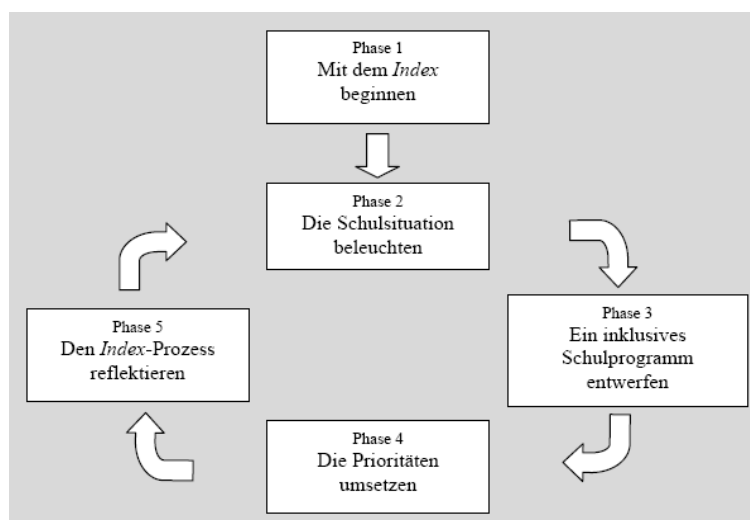 Phase 1
Mit dem Index
beginnen
Phase 2
Die Schulsituation
beleuchten
Phase 3
Ein inklusives
Schulprogramm
entwerfen
Phase 4
Die Prioritäten
umsetzen
Phase 5
Den Index-Prozess
reflektieren